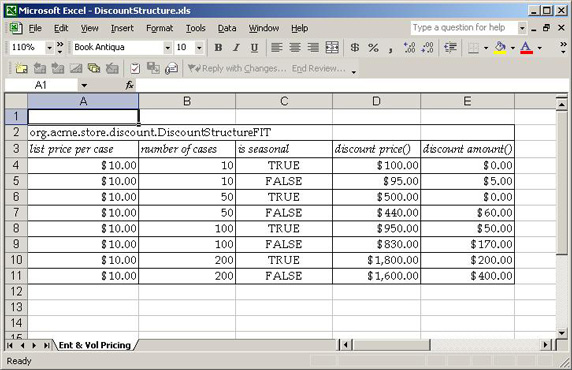 Microsoft Excel - DiscountStructure.xls
File Edit View Insert Format Tools Data Window Help Type a question for help
110% Book Antiqua 10 B I U $ % ,
Reply with Changes... End Review...
A1 fx
A B C D E
1
2 org.acme.store.discount.DiscountStructureFIT
3 list price per case number of cases is seasonal discount price() discount amount()
4 $10.00 10 TRUE $100.00 $0.00
5 $10.00 10 FALSE $95.00 $5.00
6 $10.00 50 TRUE $500.00 $0.00
7 $10.00 50 FALSE $440.00 $60.00
8 $10.00 100 TRUE $950.00 $50.00
9 $10.00 100 FALSE $830.00 $170.00
10 $10.00 200 TRUE $1,800.00 $200.00
11 $10.00 200 FALSE $1,600.00 $400.00
12
13
14
15
Ent & Vol Pricing
Ready